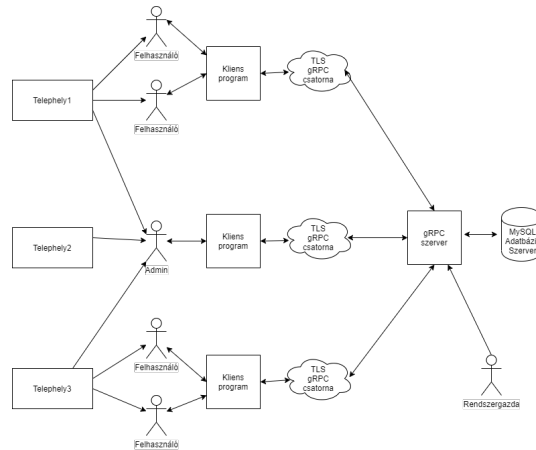 Felhasználó
TLS
gRPC
csatorna
Kliens
program
Telephely1
Felhasználó
Telephely2
Admin
Kliens
program
TLS
gRPC
csatorna
gRPC
szerver
MySQL
Adatbázis
Szerver
Felhasználó
Telephely3
Kliens
program
TLS
gRPC
csatorna
Felhasználó
Rendszergazda